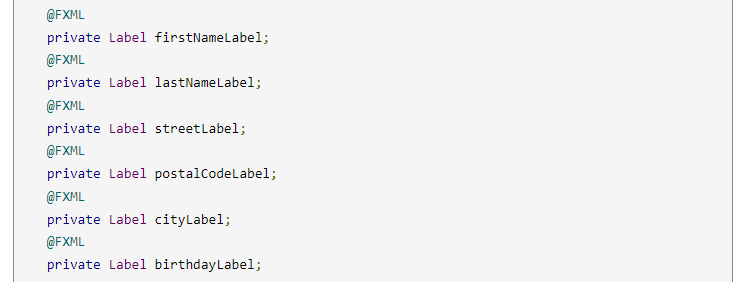 @FXML
private Label firstNameLabel;
@FXML
private Label lastNameLabel;
@FXML
private Label streetLabel;
@FXML
private Label postalCodeLabel;
@FXML
private Label cityLabel;
@FXML
private Label birthdayLabel;